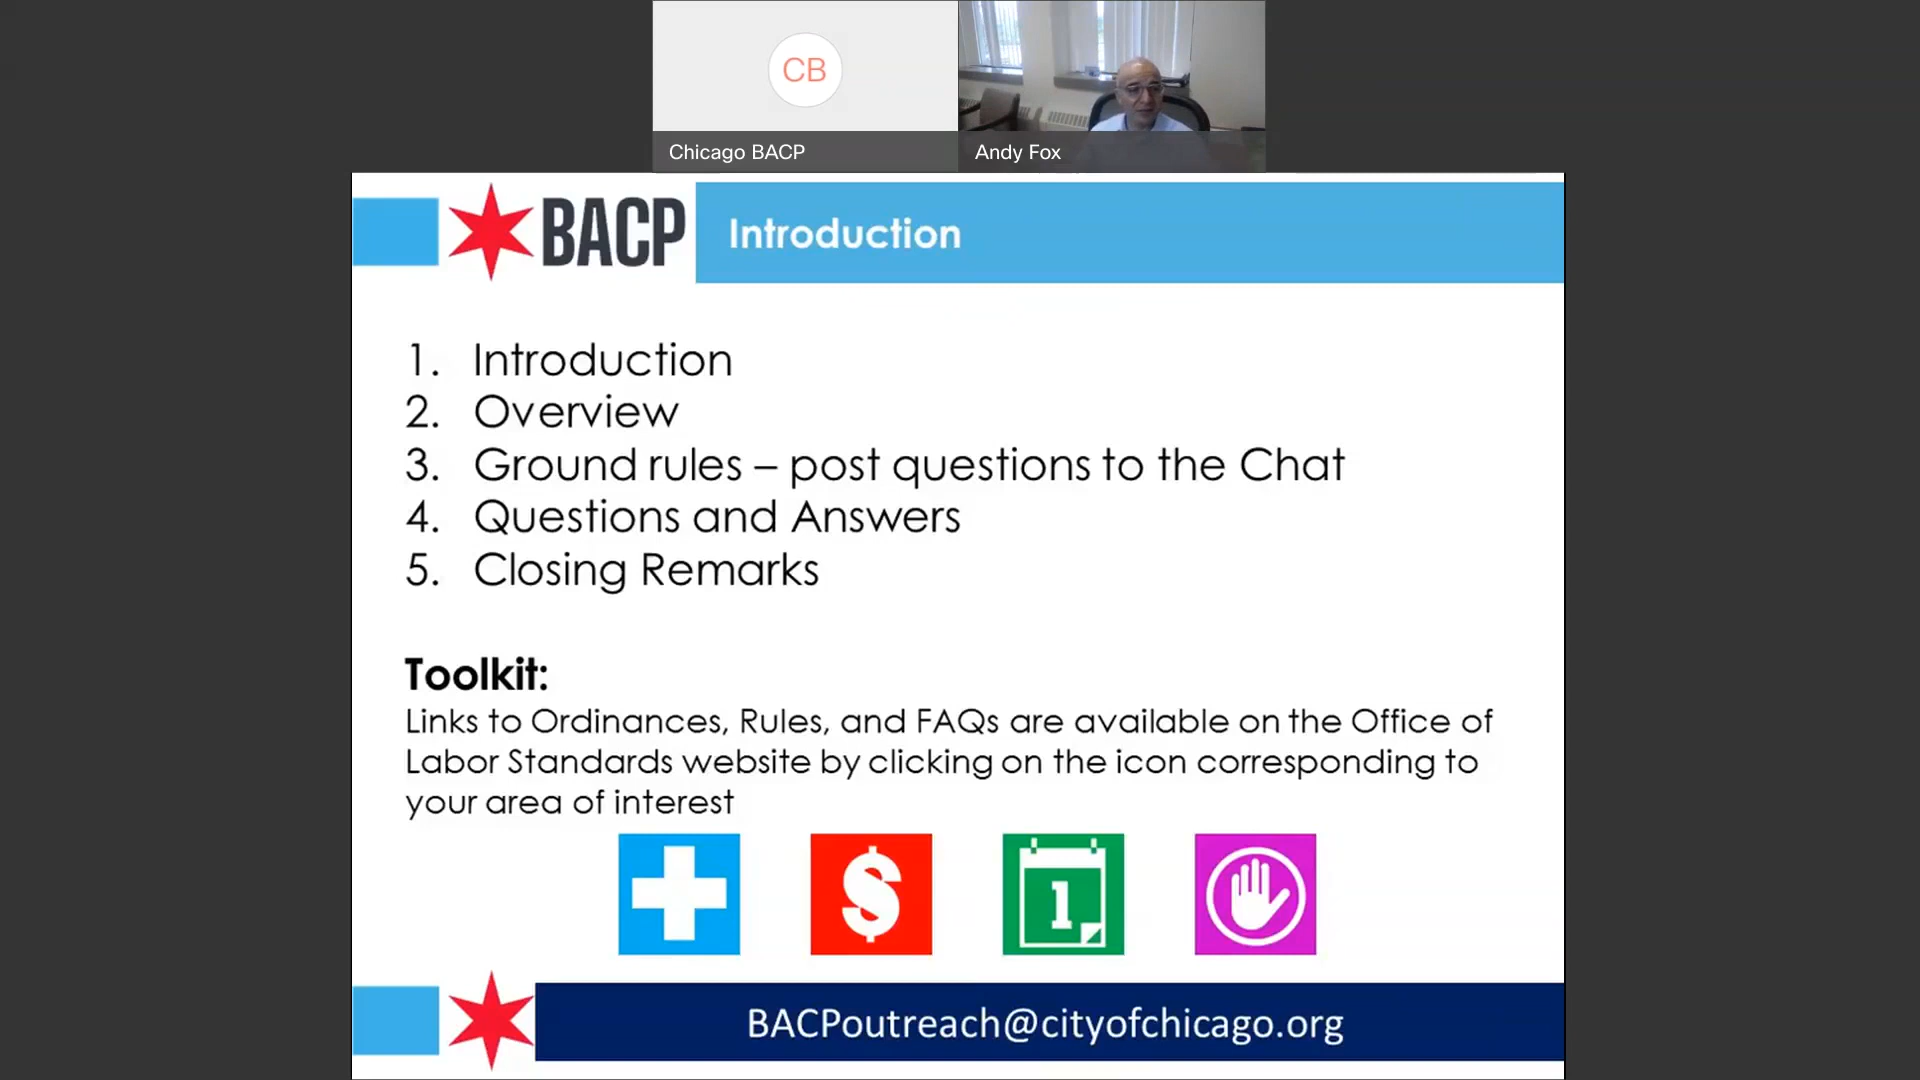 CB
Chicago BACP
Andy Fox
BACP
Introduction
1. Introduction
2. Overview
3. Ground rules – post questions to the Chat
4. Questions and Answers
5. Closing Remarks
Toolkit:
Links to Ordinances, Rules, and FAQs are available on the Office of
Labor Standards website by clicking on the icon corresponding to
your area of interest
$
1
BACPoutreach@cityofchicago.org